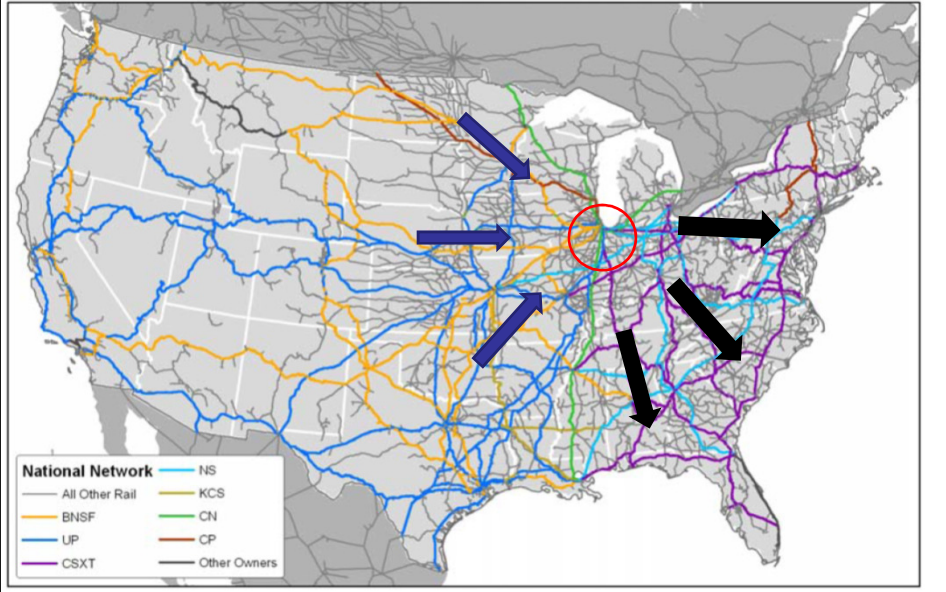 National Network
All Other Rail
BNSF
UP
CSXT
NS
KCS
CN
CP
Other Owners